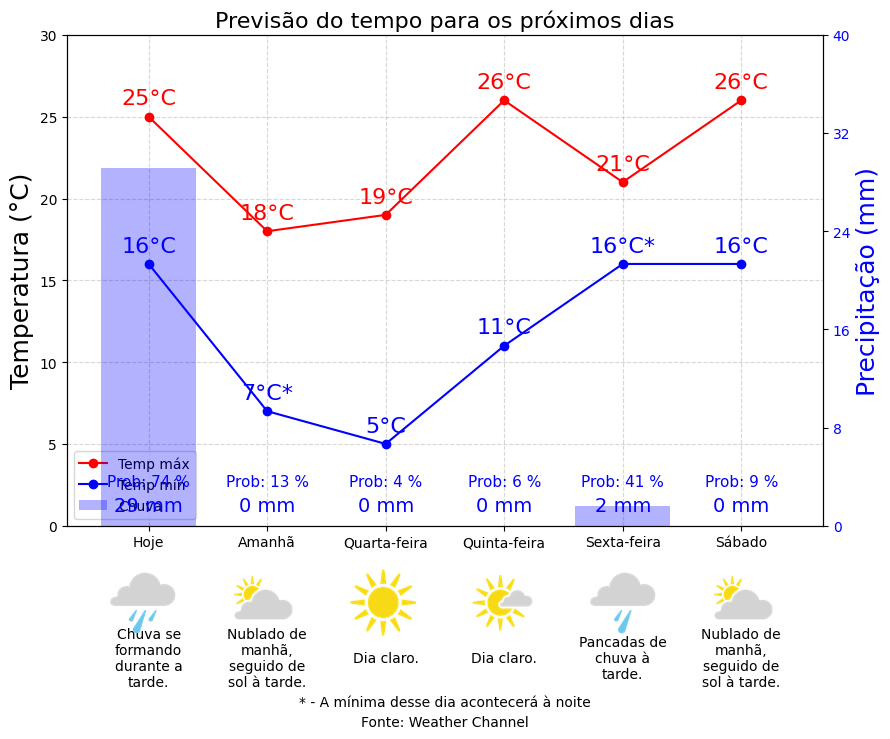 Previsão do tempo para os próximos dias
30
25
20
15
10
5
0
Temperatura (°C)
40
32
24
16
8
0
Precipitação (mm)
25°C
18°C
19°C
26°C
21°C
26°C
16°C
7°C*
5°C
11°C
16°C*
16°C
Temp máx
Temp min
Chuva
Prob: 74 % Prob: 13 % Prob: 4 % Prob: 6 % Prob: 41 % Prob: 9 %
29 mm 0 mm 0 mm 0 mm 2 mm 0 mm
Hoje Amanhã Quarta-feira Quinta-feira Sexta-feira Sábado
Chuva se
formando
durante a
tarde.
Nublado de
manhã,
seguido de
sol à tarde.
Dia claro.
Dia claro.
Pancadas de
chuva à
tarde.
Nublado de
manhã,
seguido de
sol à tarde.
* - A mínima desse dia acontecerá à noite
Fonte: Weather Channel